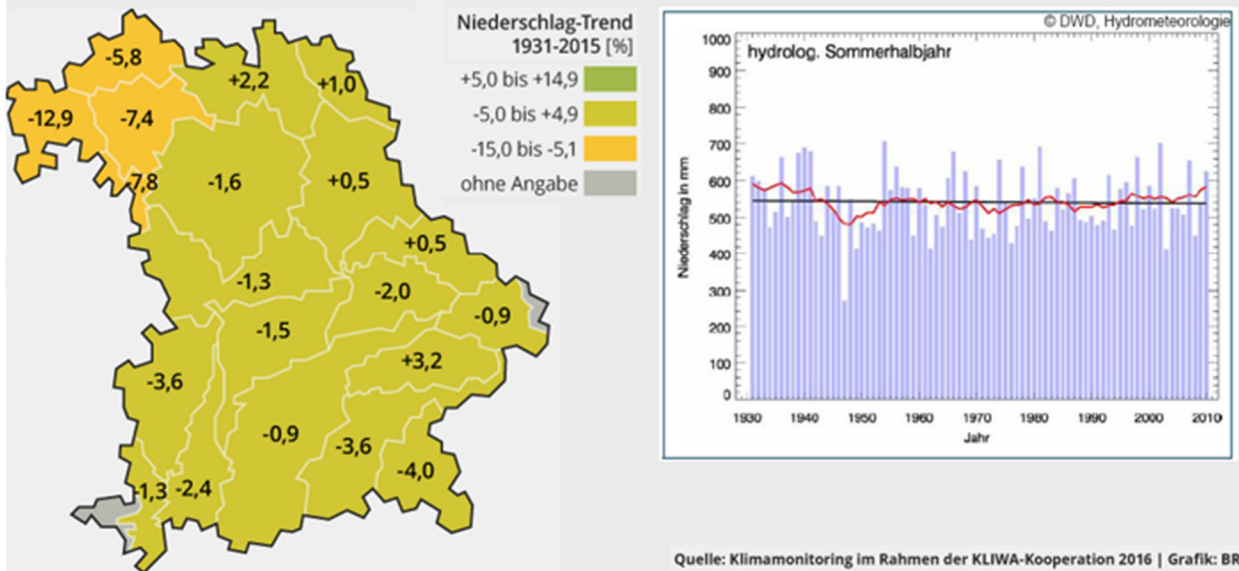 Niederschlag-Trend
1931-2015 [%]
+5,0 bis +14,9
-5,0 bis +4,9
-15,0 bis -5,1
ohne Angabe
-5,8
+2,2
+1,0
-12,9
-7,4
-7,8
-1,6
+0,5
+0,5
-1,3
-2,0
-0,9
-1,5
+3,2
-3,6
-0,9
-3,6
-4,0
-1,3
-2,4
© DWD, Hydrometeorologie
hydrolog. Sommerhalbjahr
Niederschlag in mm
1000
900
800
700
600
500
400
300
200
100
0
1930 1940 1950 1960 1970 1980 1990 2000 2010
Jahr
Quelle: Klimamonitoring im Rahmen der KLIWA-Kooperation 2016 | Grafik: BR